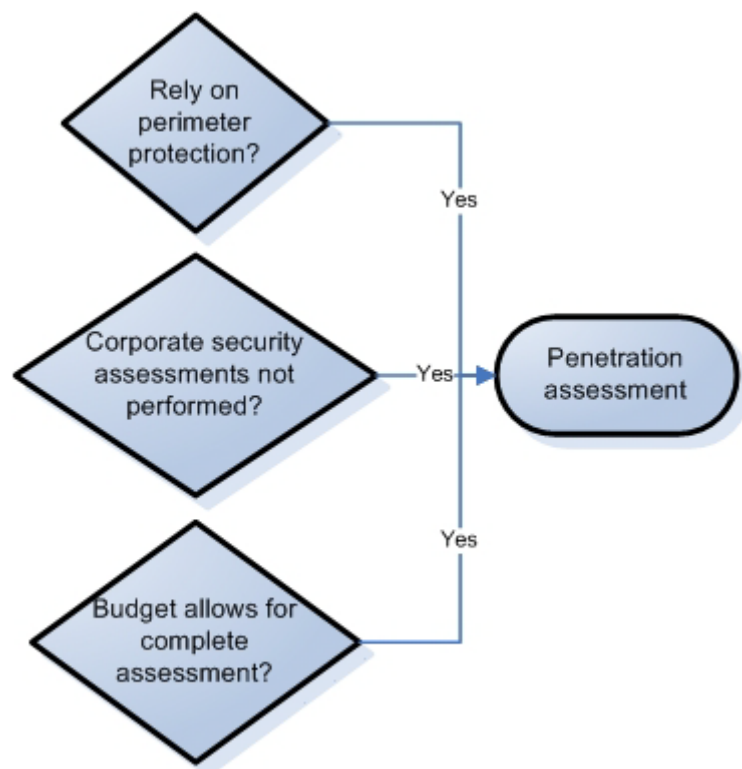 Rely on
perimeter
protection?
Yes
Corporate security
assessments not
performed?
Yes
Penetration
assessment
Yes
Budget allows for
complete
assessment?